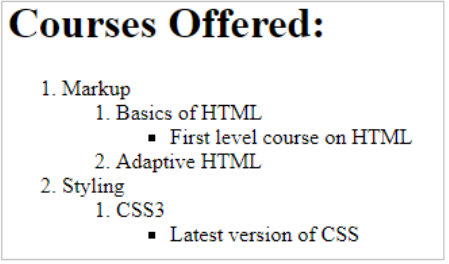 Courses Offered:
1. Markup
1. Basics of HTML
▪ First level course on HTML
2. Adaptive HTML
2. Styling
1. CSS3
▪ Latest version of CSS